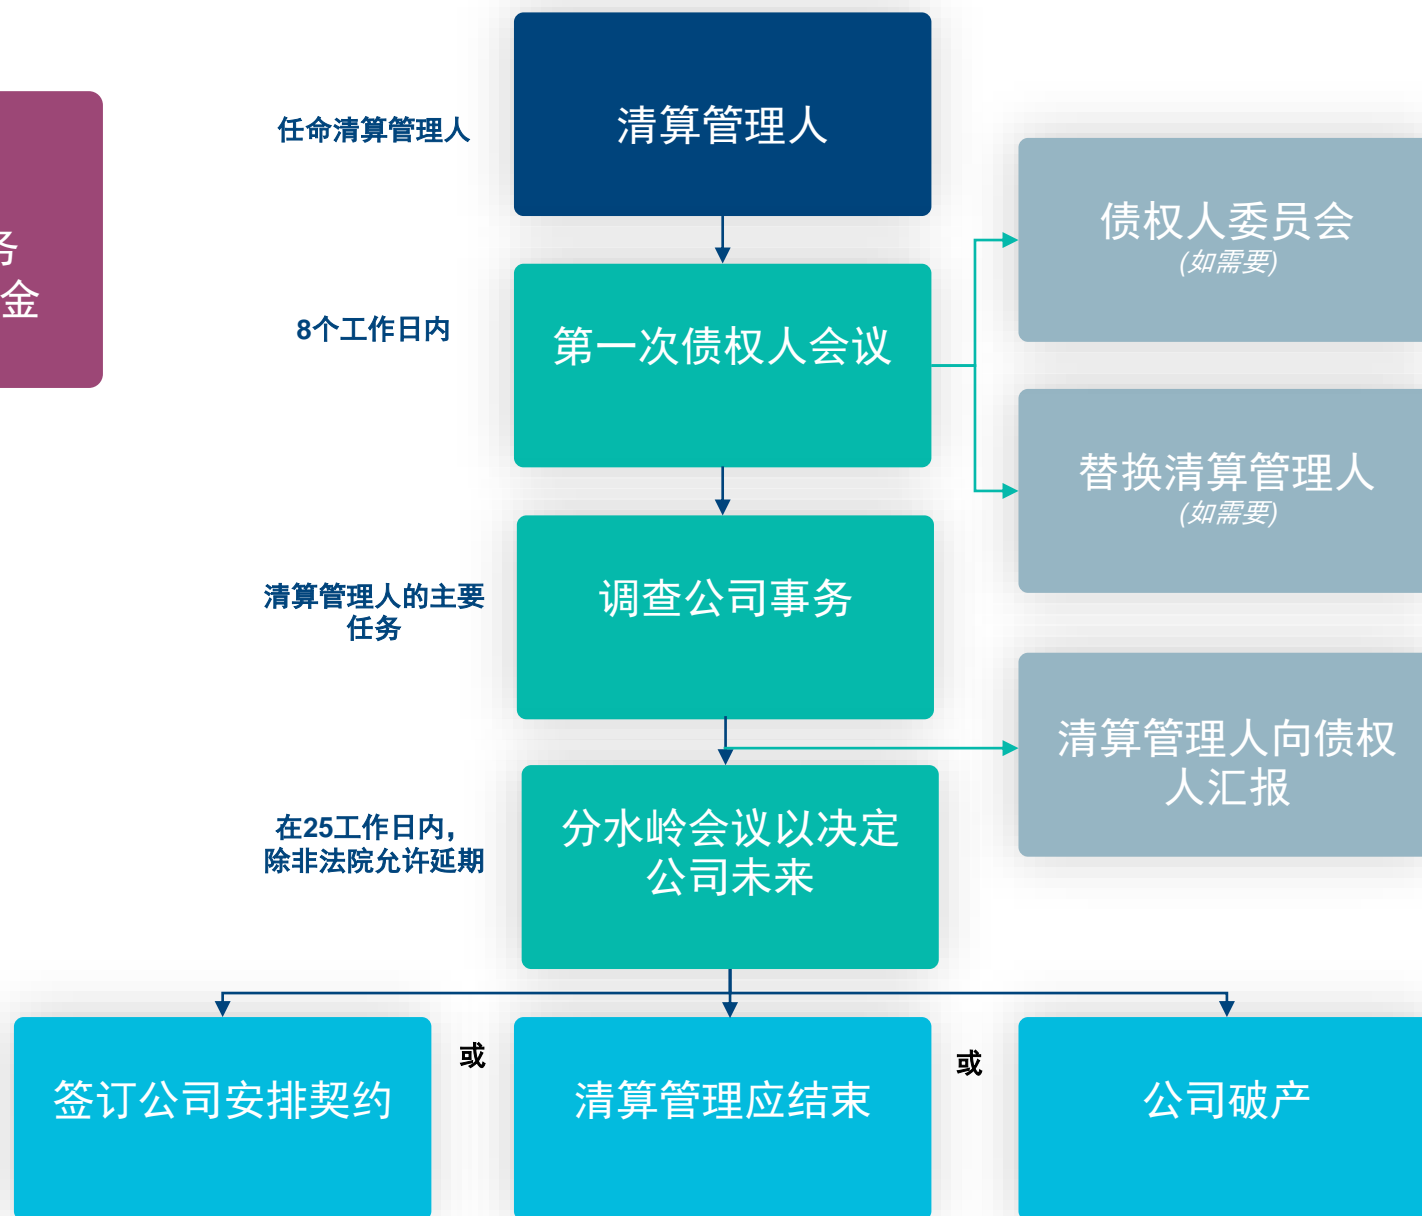 任命清算管理人
清算管理人
务
金
债权人委员会
(如需要)
8个工作日内
第一次债权人会议
替换清算管理人
(如需要)
清算管理人的主要
任务
调查公司事务
清算管理人向债权
人汇报
在25工作日内，
除非法院允许延期
分水岭会议以决定
公司未来
签订公司安排契约
或
清算管理应结束
或
公司破产